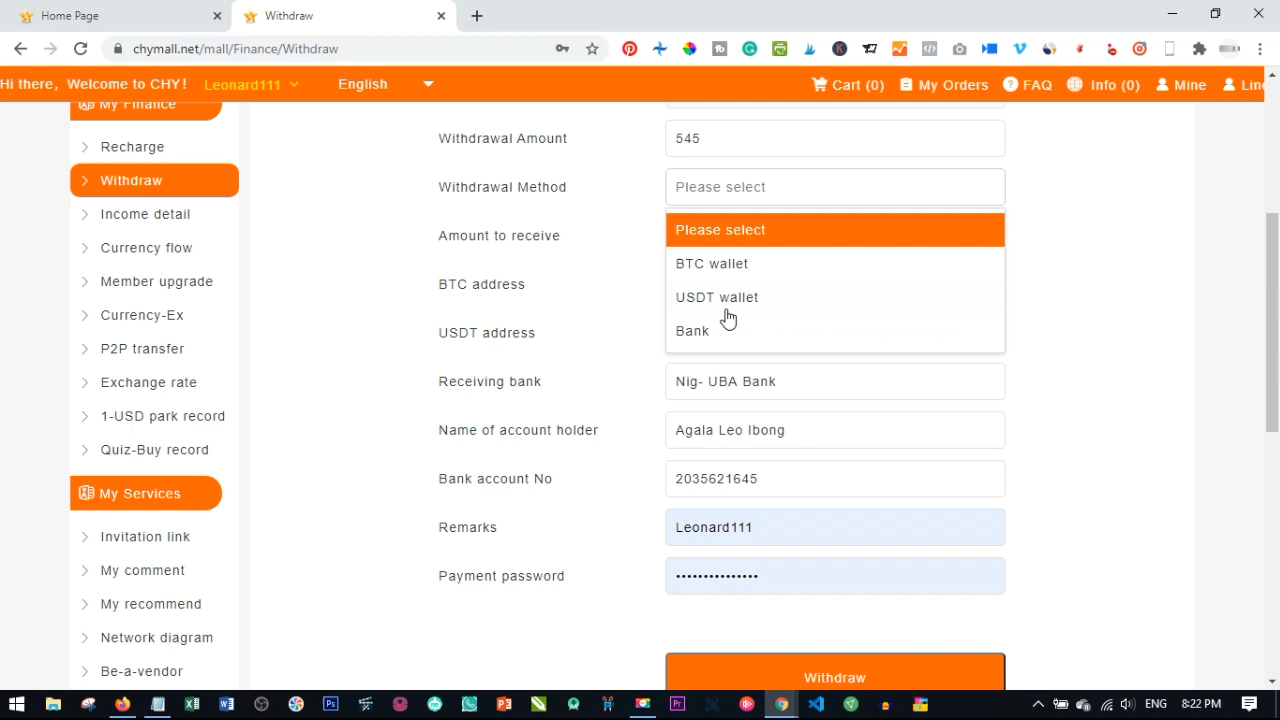 Home Page
Withdraw
chymall.net/mall/Finance/Withdraw
Hi there, Welcome to CHY! Leonard111 English Cart (0) My Orders FAQ Info (0) Mine Lin
My Finance
Recharge
Withdraw
Income detail
Currency flow
Member upgrade
Currency-Ex
P2P transfer
Exchange rate
1-USD park record
Quiz-Buy record
My Services
Invitation link
My comment
My recommend
Network diagram
Be-a-vendor
Withdrawal Amount 545
Withdrawal Method Please select
Please select
Amount to receive
BTC wallet
BTC address
USDT wallet
USDT address
Bank
Receiving bank Nig- UBA Bank
Name of account holder Agala Leo Ibong
Bank account No 2035621645
Remarks Leonard111
Payment password •••••••••••••••
Withdraw
ENG 8:22 PM